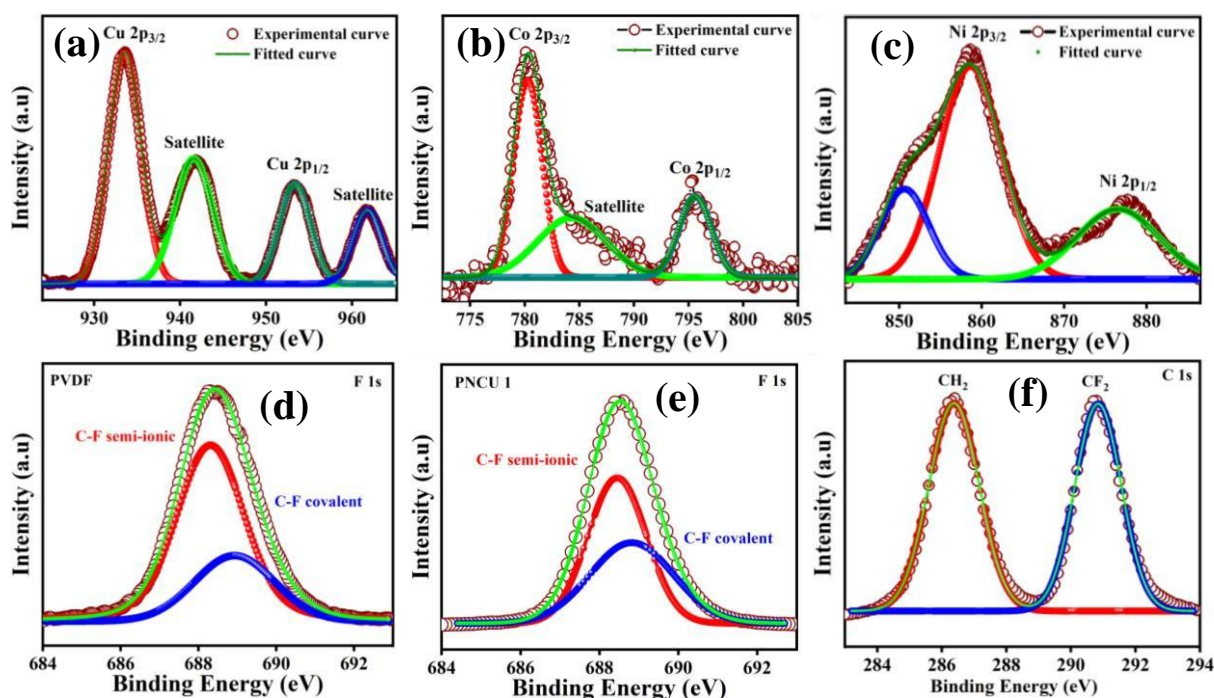 (a)
Cu 2p3/2
Experimental curve
Fitted curve
Satellite
Cu 2p1/2
Satellite
Intensity (a.u)
930 940 950 960
Binding energy (eV)
(b)
Co 2p3/2
Experimental curve
Fitted curve
Satellite
Co 2p1/2
Intensity (a.u)
775 780 785 790 795 800 805
Binding Energy (eV)
(c)
Ni 2p3/2
Experimental curve
Fitted curve
Ni 2p1/2
Intensity (a.u)
850 860 870 880
Binding Energy (eV)
PVDF
F 1s
(d)
C-F semi-ionic
C-F covalent
Intensity (a.u)
684 686 688 690 692
Binding Energy (eV)
PNCU 1
F 1s
(e)
C-F semi-ionic
C-F covalent
Intensity (a.u)
684 686 688 690 692
Binding Energy (eV)
CH2
CF2
C 1s
(f)
Intensity (a.u)
284 286 288 290 292 294
Binding Energy (eV)